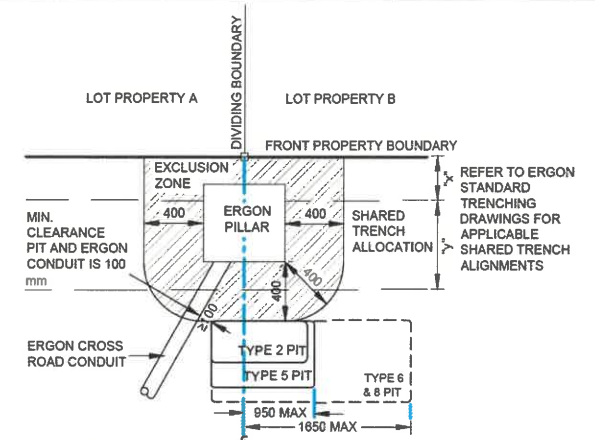 DIVIDING BOUNDARY
LOT PROPERTY A
LOT PROPERTY B
FRONT PROPERTY BOUNDARY
EXCLUSION
ZONE
"X"
REFER TO ERGON
STANDARD
TRENCHING
DRAWINGS FOR
APPLICABLE
SHARED TRENCH
ALIGNMENTS
400
ERGON
PILLAR
400
SHARED
TRENCH
ALLOCATION
"Y"
MIN.
CLEARANCE
PIT AND ERGON
CONDUIT IS 100
mm
400
400
≥100
ERGON CROSS
ROAD CONDUIT
TYPE 2 PIT
TYPE 5 PIT
TYPE 6
& 8 PIT
950 MAX
1650 MAX